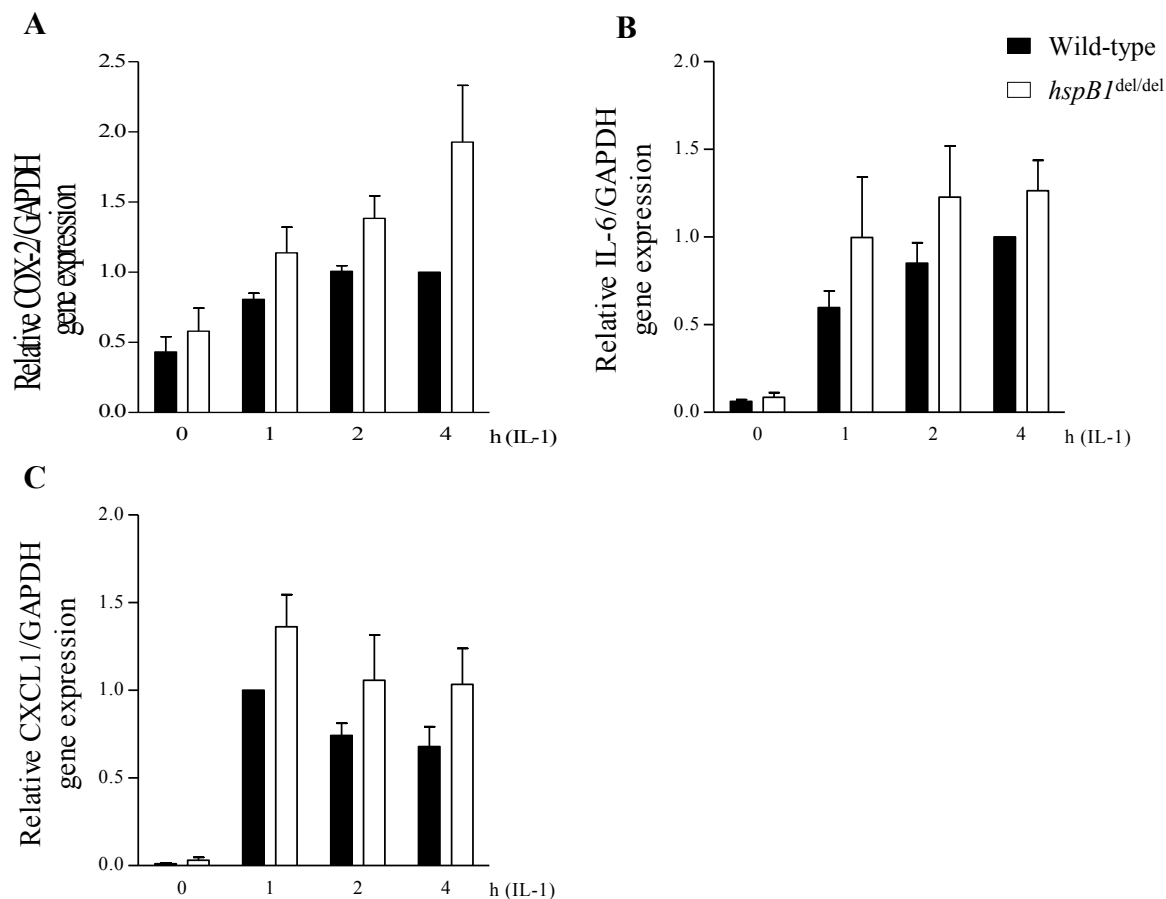 A
Relative COX-2/GAPDH
gene expression
2.5
2.0
1.5
1.0
0.5
0.0
0 1 2 4 h (IL-1)
B
Wild-type
hspB1del/del
Relative IL-6/GAPDH
gene expression
2.0
1.5
1.0
0.5
0.0
0 1 2 4 h (IL-1)
C
Relative CXCL1/GAPDH
gene expression
2.0
1.5
1.0
0.5
0.0
0 1 2 4 h (IL-1)